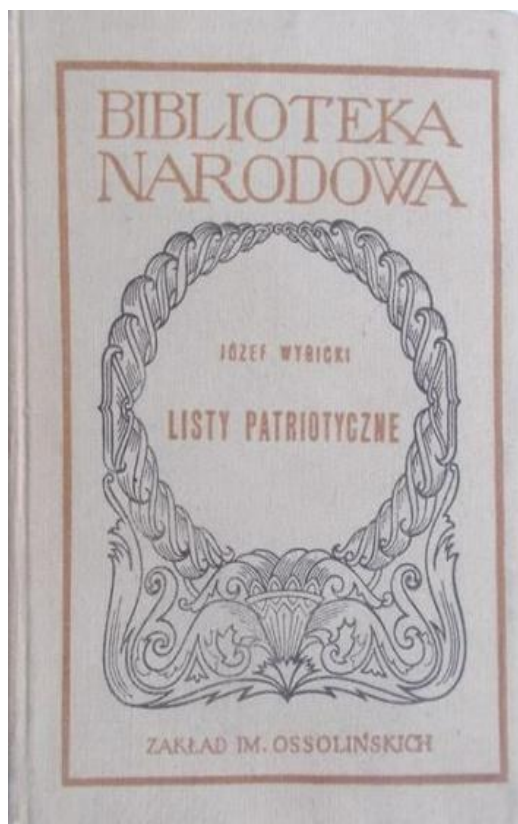 BIBLIOTEKA
NARODOWA
JÓZEF WYBICKI
LISTY PATRIOTYCZNE
ZAKŁAD IM. OSSOLIŃSKICH